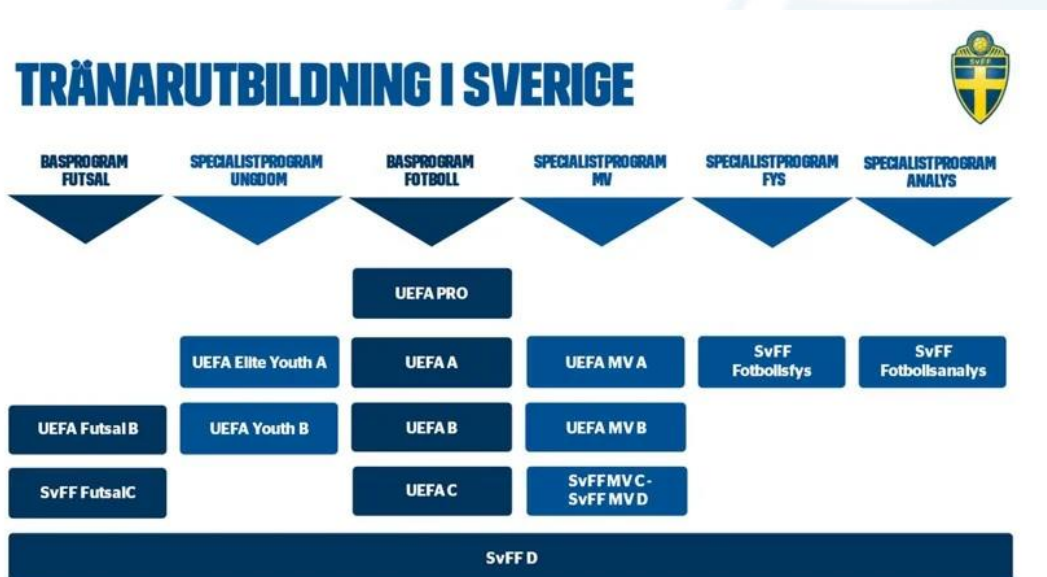 TRÄNARUTBILDNING I SVERIGE
SvFF
BASPROGRAM
FUTSAL
SPECIALISTPROGRAM
UNGDOM
BASPROGRAM
FOTBOLL
SPECIALISTPROGRAM
MV
SPECIALISTPROGRAM
FYS
SPECIALISTPROGRAM
ANALYS
UEFA PRO
UEFA Elite Youth A
UEFA A
UEFA MV A
SvFF
Fotbollsfys
SvFF
Fotbollsanalys
UEFA Futsal B
UEFA Youth B
UEFA B
UEFA MV B
SvFF FutsalC
UEFA C
SvFF MV C -
SvFF MV D
SvFF D